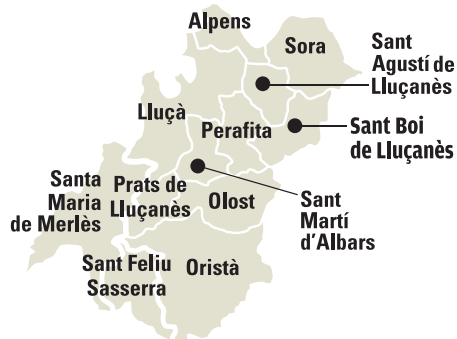 Alpens
Sora
Sant
Agustí de
Lluçanès
Lluçà
Perafita
Sant Boi
de Lluçanès
Santa
Maria
de Merlès
Prats de
Lluçanès
Olost
Sant
Martí
d'Albars
Sant Feliu
Sasserra
Oristà